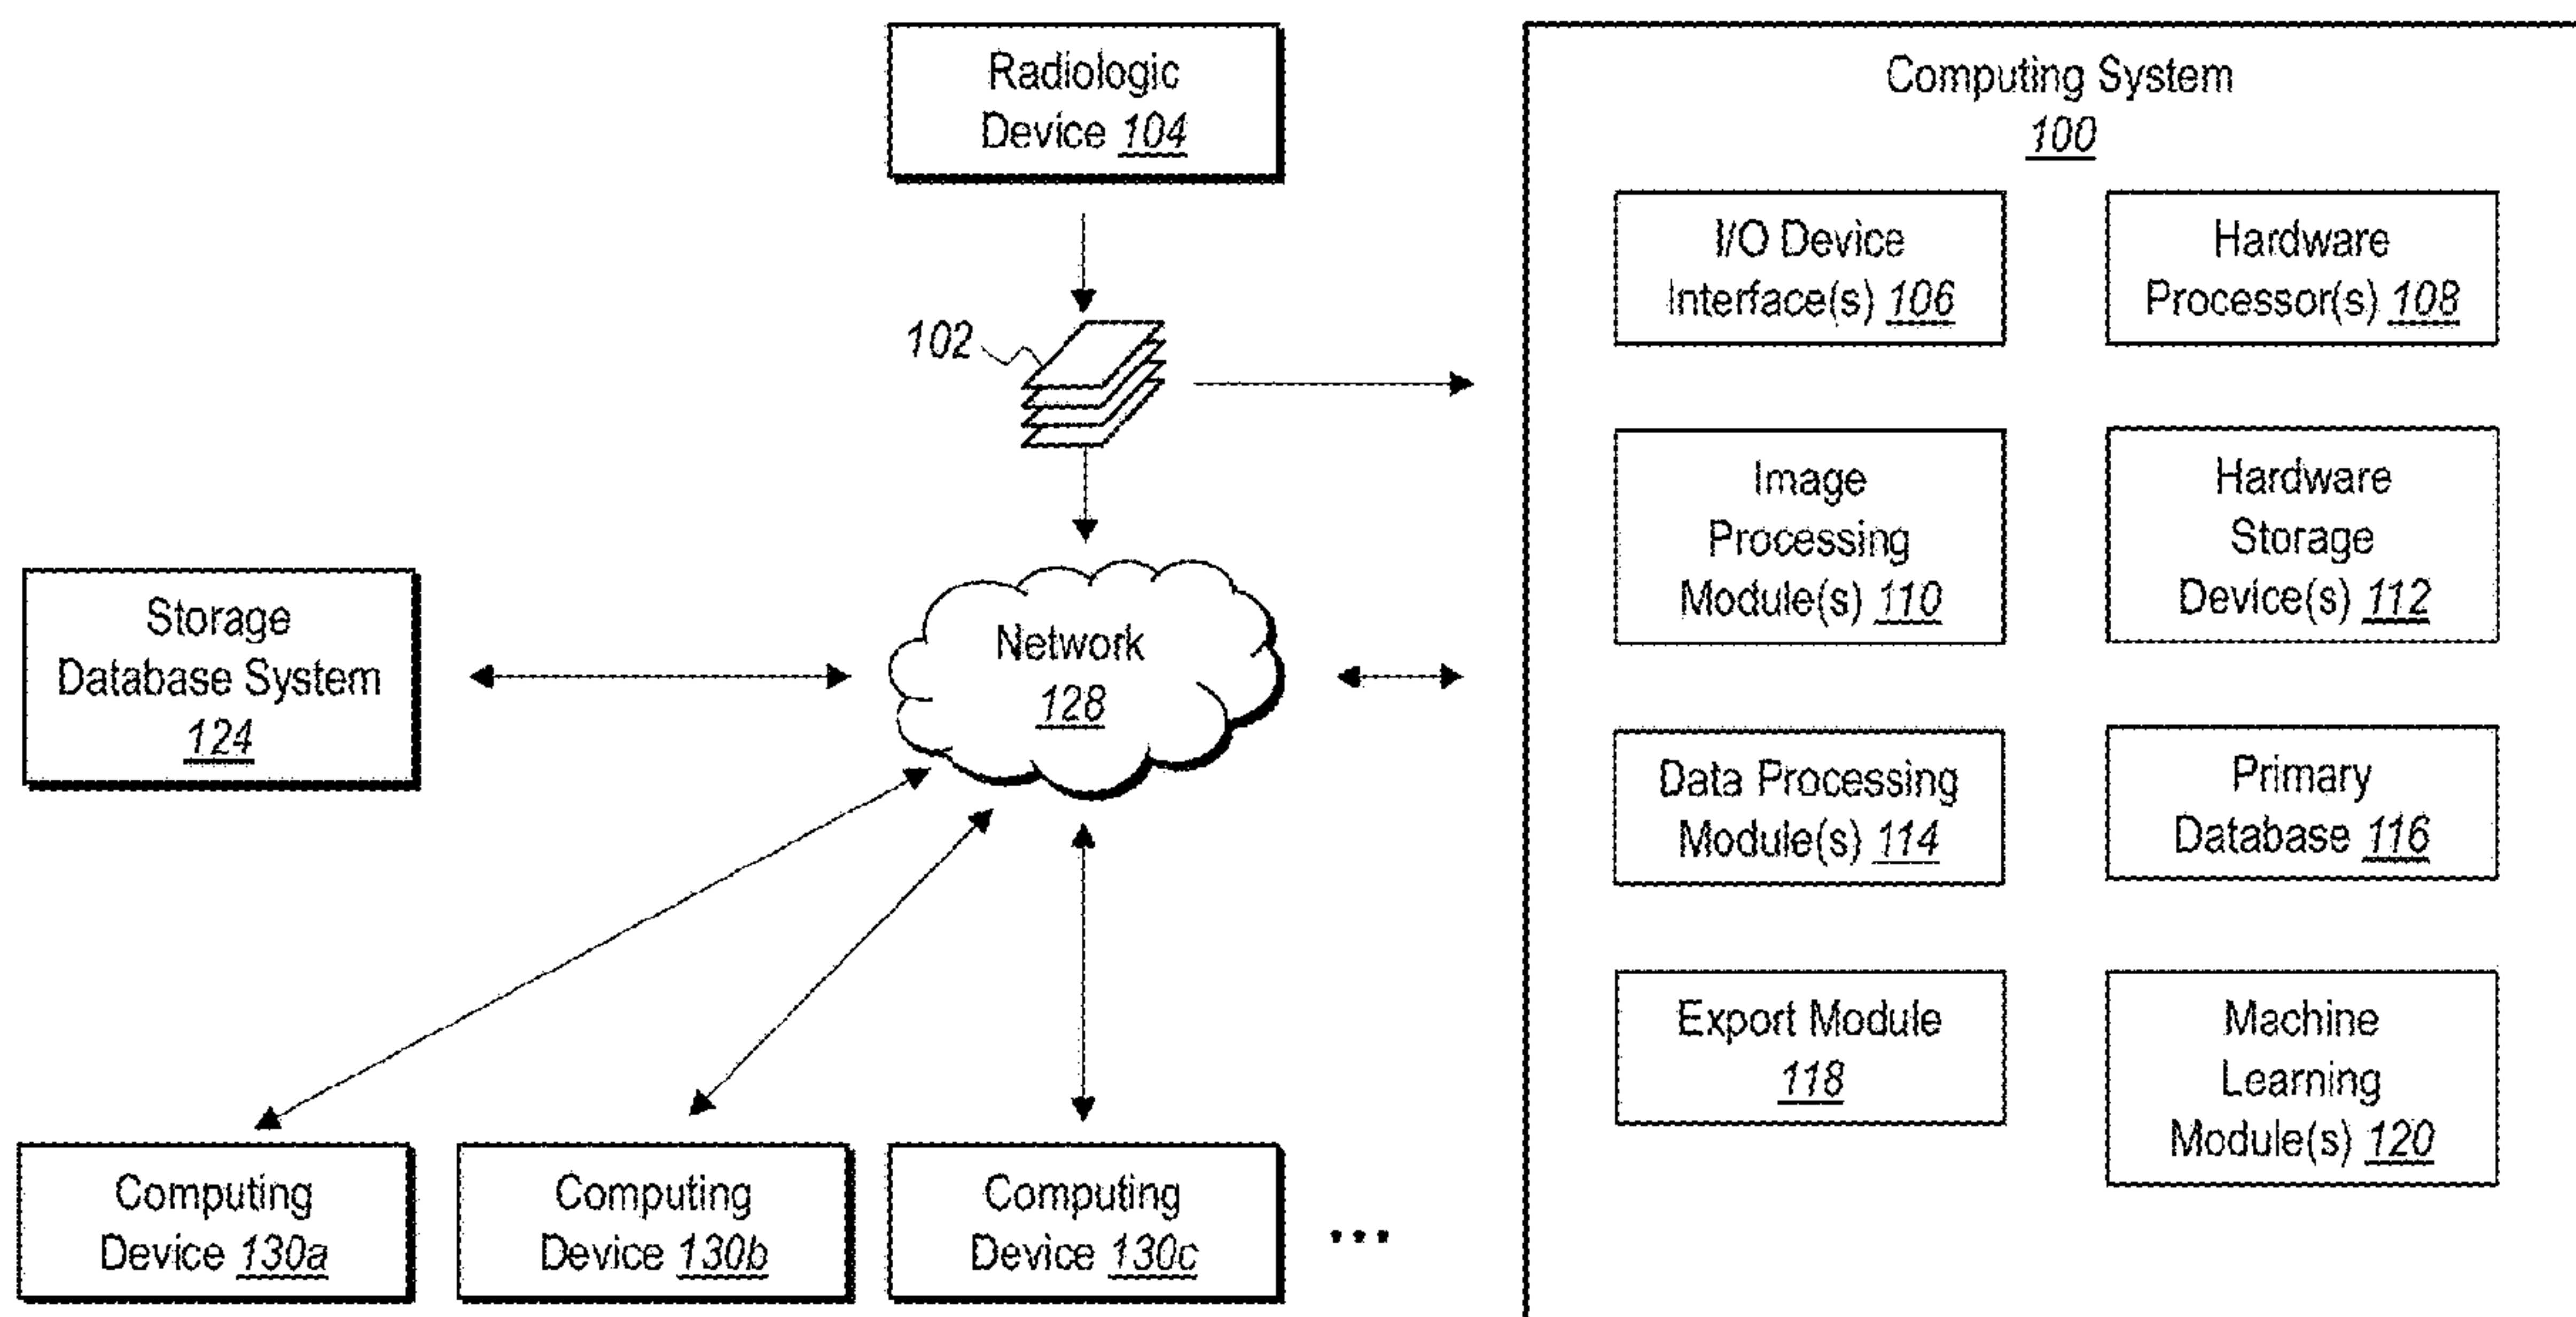 Radiologic
Device 104
102
Storage
Database System
124
Network
128
Computing
Device 130a
Computing
Device 130b
Computing
Device 130c
...
Computing System
100
I/O Device
Interface(s) 106
Hardware
Processor(s) 108
Image
Processing
Module(s) 110
Hardware
Storage
Device(s) 112
Data Processing
Module(s) 114
Primary
Database 116
Export Module
118
Machine
Learning
Module(s) 120